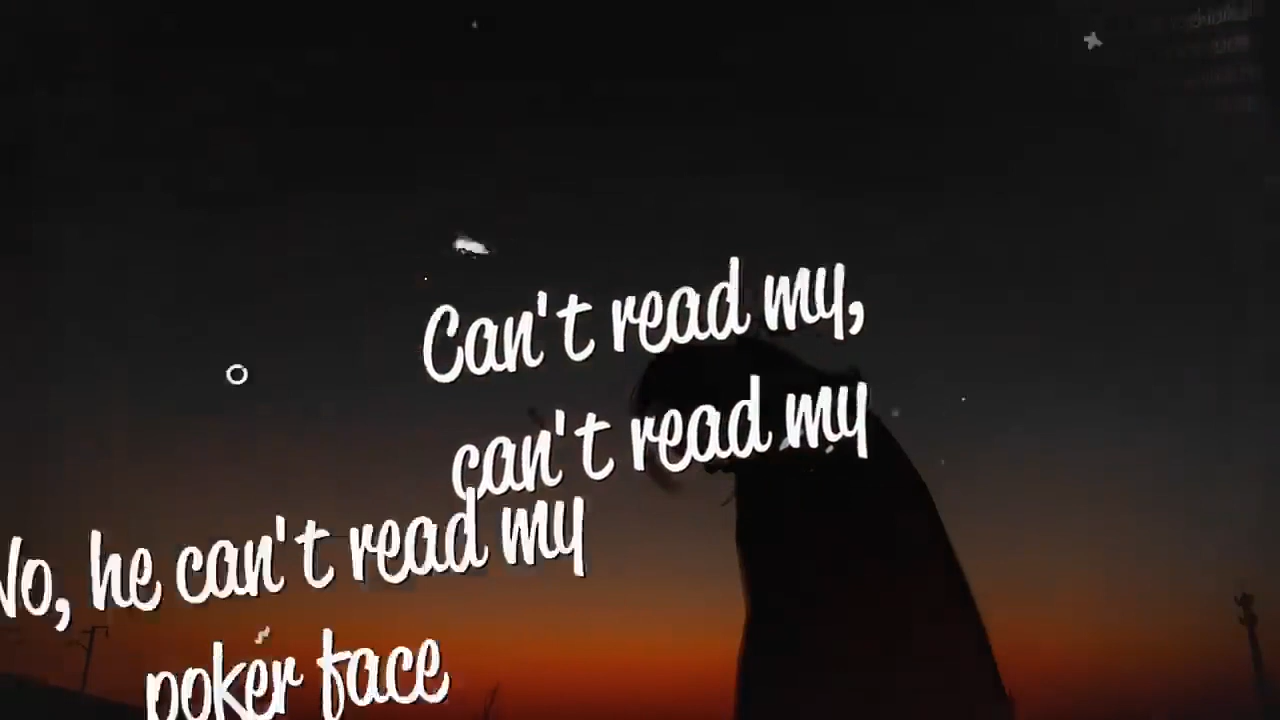 Can't read my,
can't read my
No, he can't read my
poker face